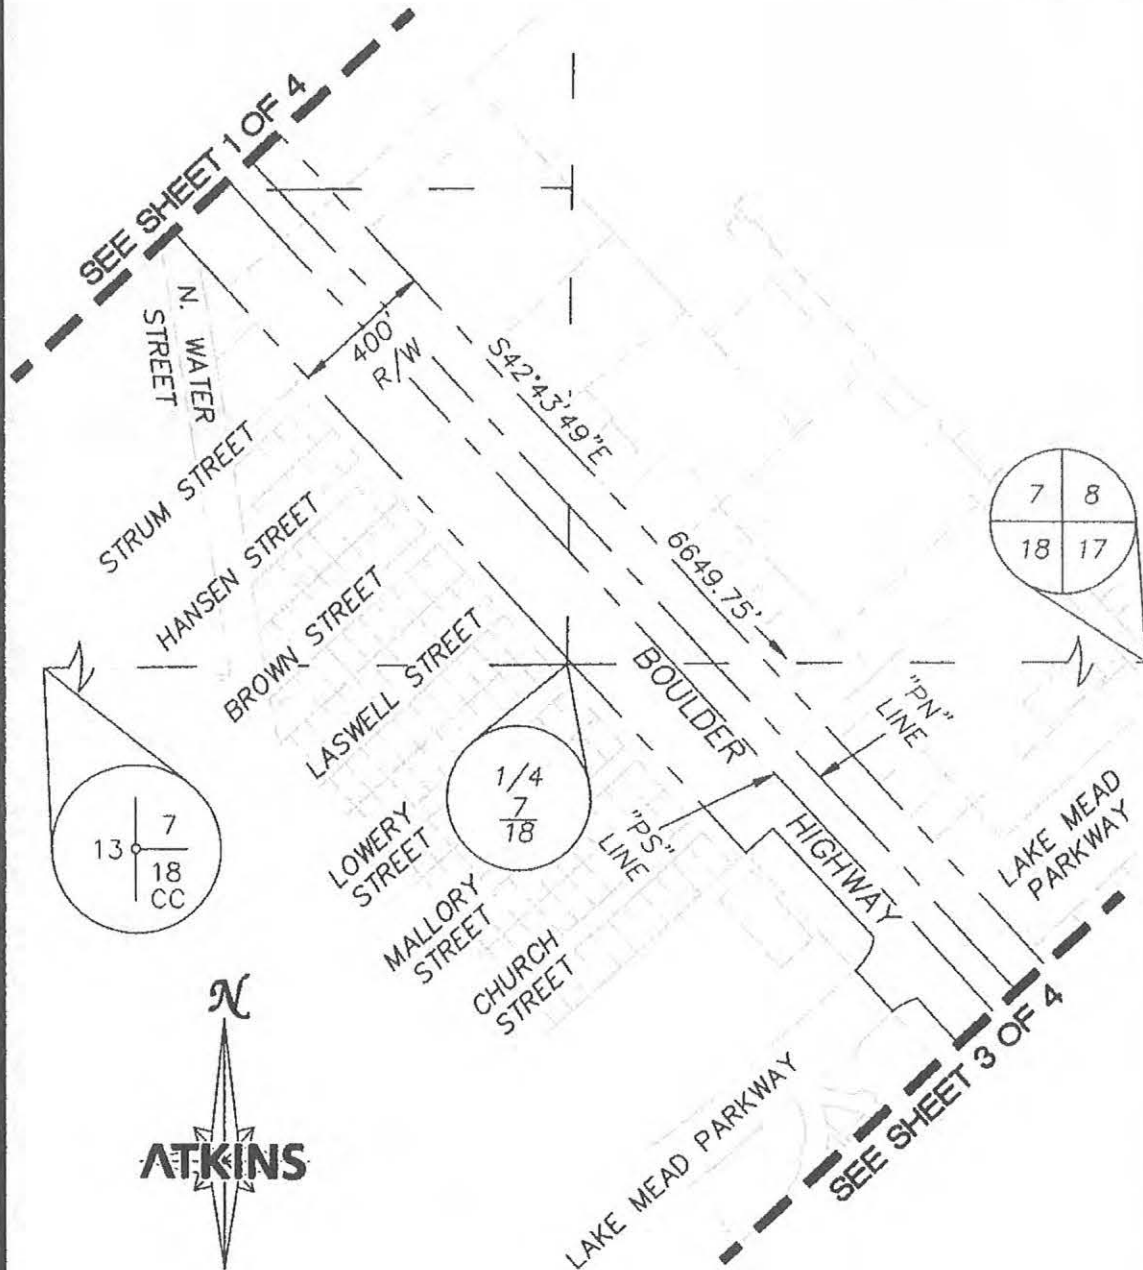 SEE SHEET 1 OF 4
N. WATER
STREET
400'
R/W
S42°43'49"E
STRUM STREET
HANSEN STREET
BROWN STREET
LASWELL STREET
6649.75'
7 8
18 17
BOULDER
HIGHWAY
"PN"
LINE
"PS"
LINE
1/4
7
18
13 7
18
CC
LOWERY
STREET
MALLORY
STREET
CHURCH
STREET
LAKE MEAD
PARKWAY
N
ATKINS
LAKE MEAD PARKWAY
SEE SHEET 3 OF 4